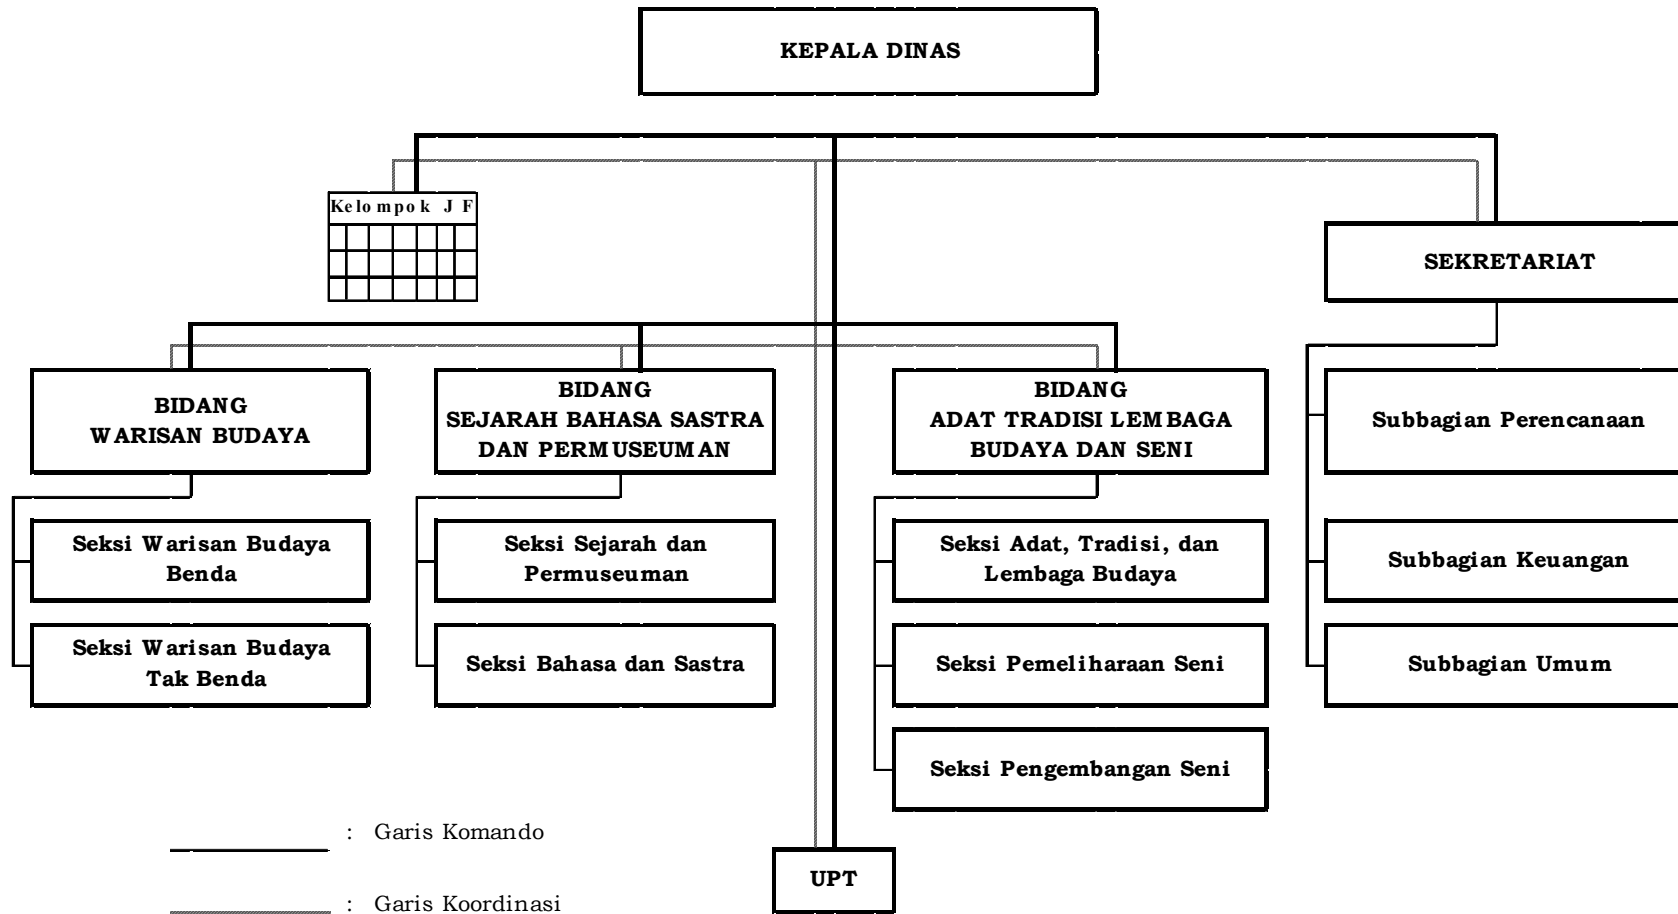 KEPALA DINAS
Kelompok J F
SEKRETARIAT
BIDANG
WARISAN BUDAYA
BIDANG
SEJARAH BAHASA SASTRA
DAN PERMUSEUMAN
BIDANG
ADAT TRADISI LEMBAGA
BUDAYA DAN SENI
Subbagian Perencanaan
Seksi Warisan Budaya
Benda
Seksi Sejarah dan
Permuseuman
Seksi Adat, Tradisi, dan
Lembaga Budaya
Subbagian Keuangan
Seksi Warisan Budaya
Tak Benda
Seksi Bahasa dan Sastra
Seksi Pemeliharaan Seni
Subbagian Umum
Seksi Pengembangan Seni
: Garis Komando
UPT
: Garis Koordinasi